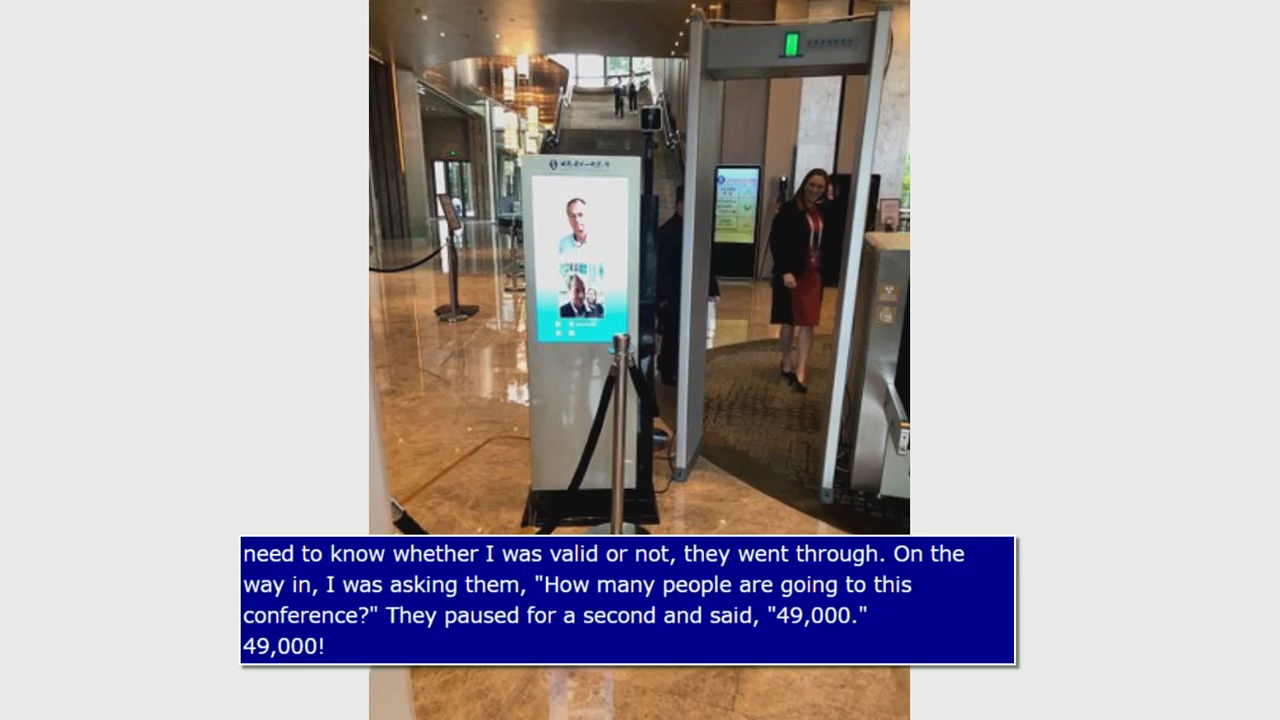 need to know whether I was valid or not, they went through. On the
way in, I was asking them, "How many people are going to this
conference?" They paused for a second and said, "49,000."
49,000!